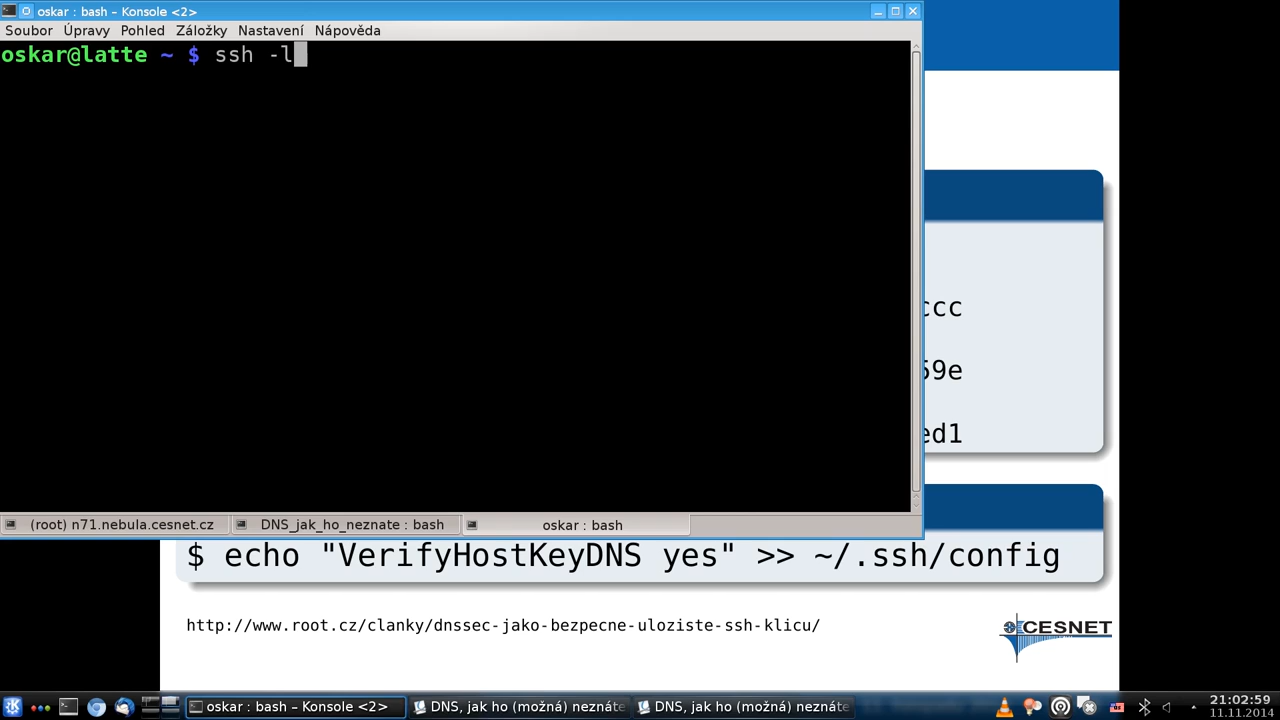 oskar : bash – Konsole <2>
Soubor Úpravy Pohled Záložky Nastavení Nápověda
oskar@latte ~ $ ssh -l
ccc
59e
ed1
(root) n71.nebula.cesnet.cz DNS_jak_ho_neznate : bash oskar : bash
$ echo "VerifyHostKeyDNS yes" >> ~/.ssh/config
http://www.root.cz/clanky/dnssec-jako-bezpecne-uloziste-ssh-klicu/
CESNET
oskar : bash – Konsole <2> DNS, jak ho (možná) neznáte DNS, jak ho (možná) neznáte 21:02:59
11.11.2014